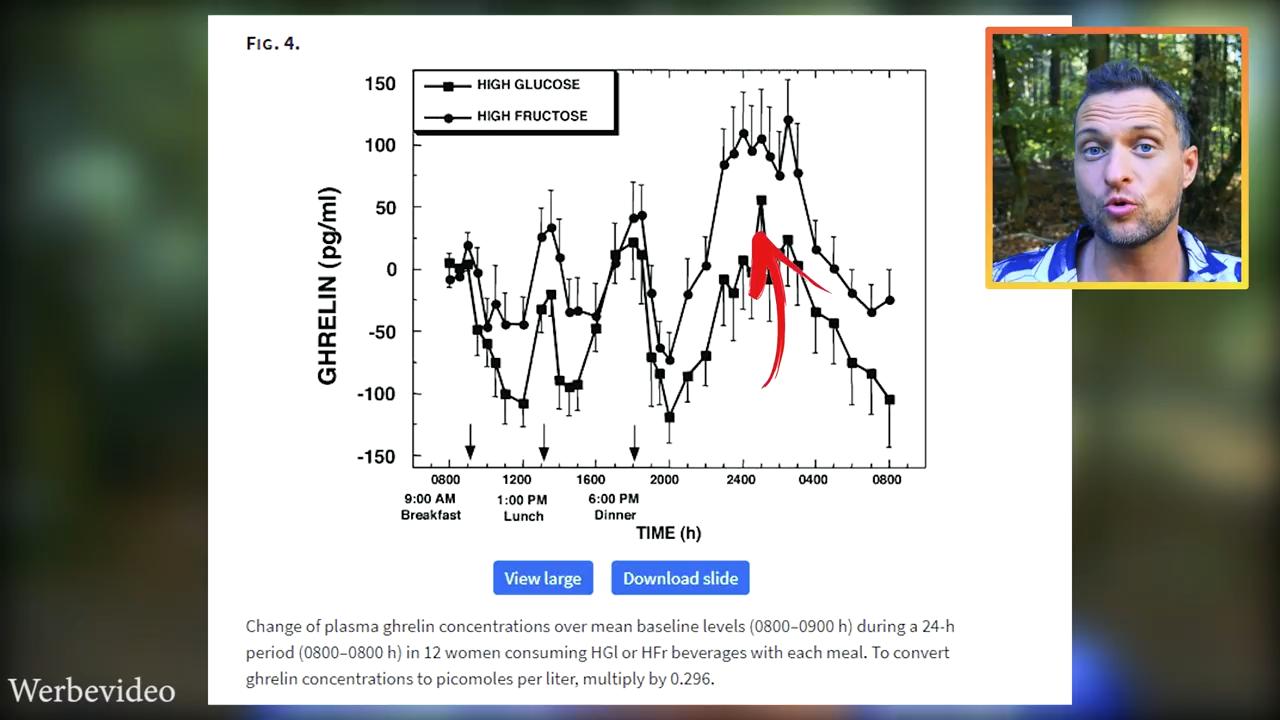 FIG. 4.
150
HIGH GLUCOSE
HIGH FRUCTOSE
100
50
0
-50
-100
-150
GHRELIN (pg/ml)
0800 1200 1600 2000 2400 0400 0800
9:00 AM 1:00 PM 6:00 PM
Breakfast Lunch Dinner
TIME (h)
View large Download slide
Change of plasma ghrelin concentrations over mean baseline levels (0800–0900 h) during a 24-h
period (0800–0800 h) in 12 women consuming HGl or HFr beverages with each meal. To convert
ghrelin concentrations to picomoles per liter, multiply by 0.296.
Werbevideo